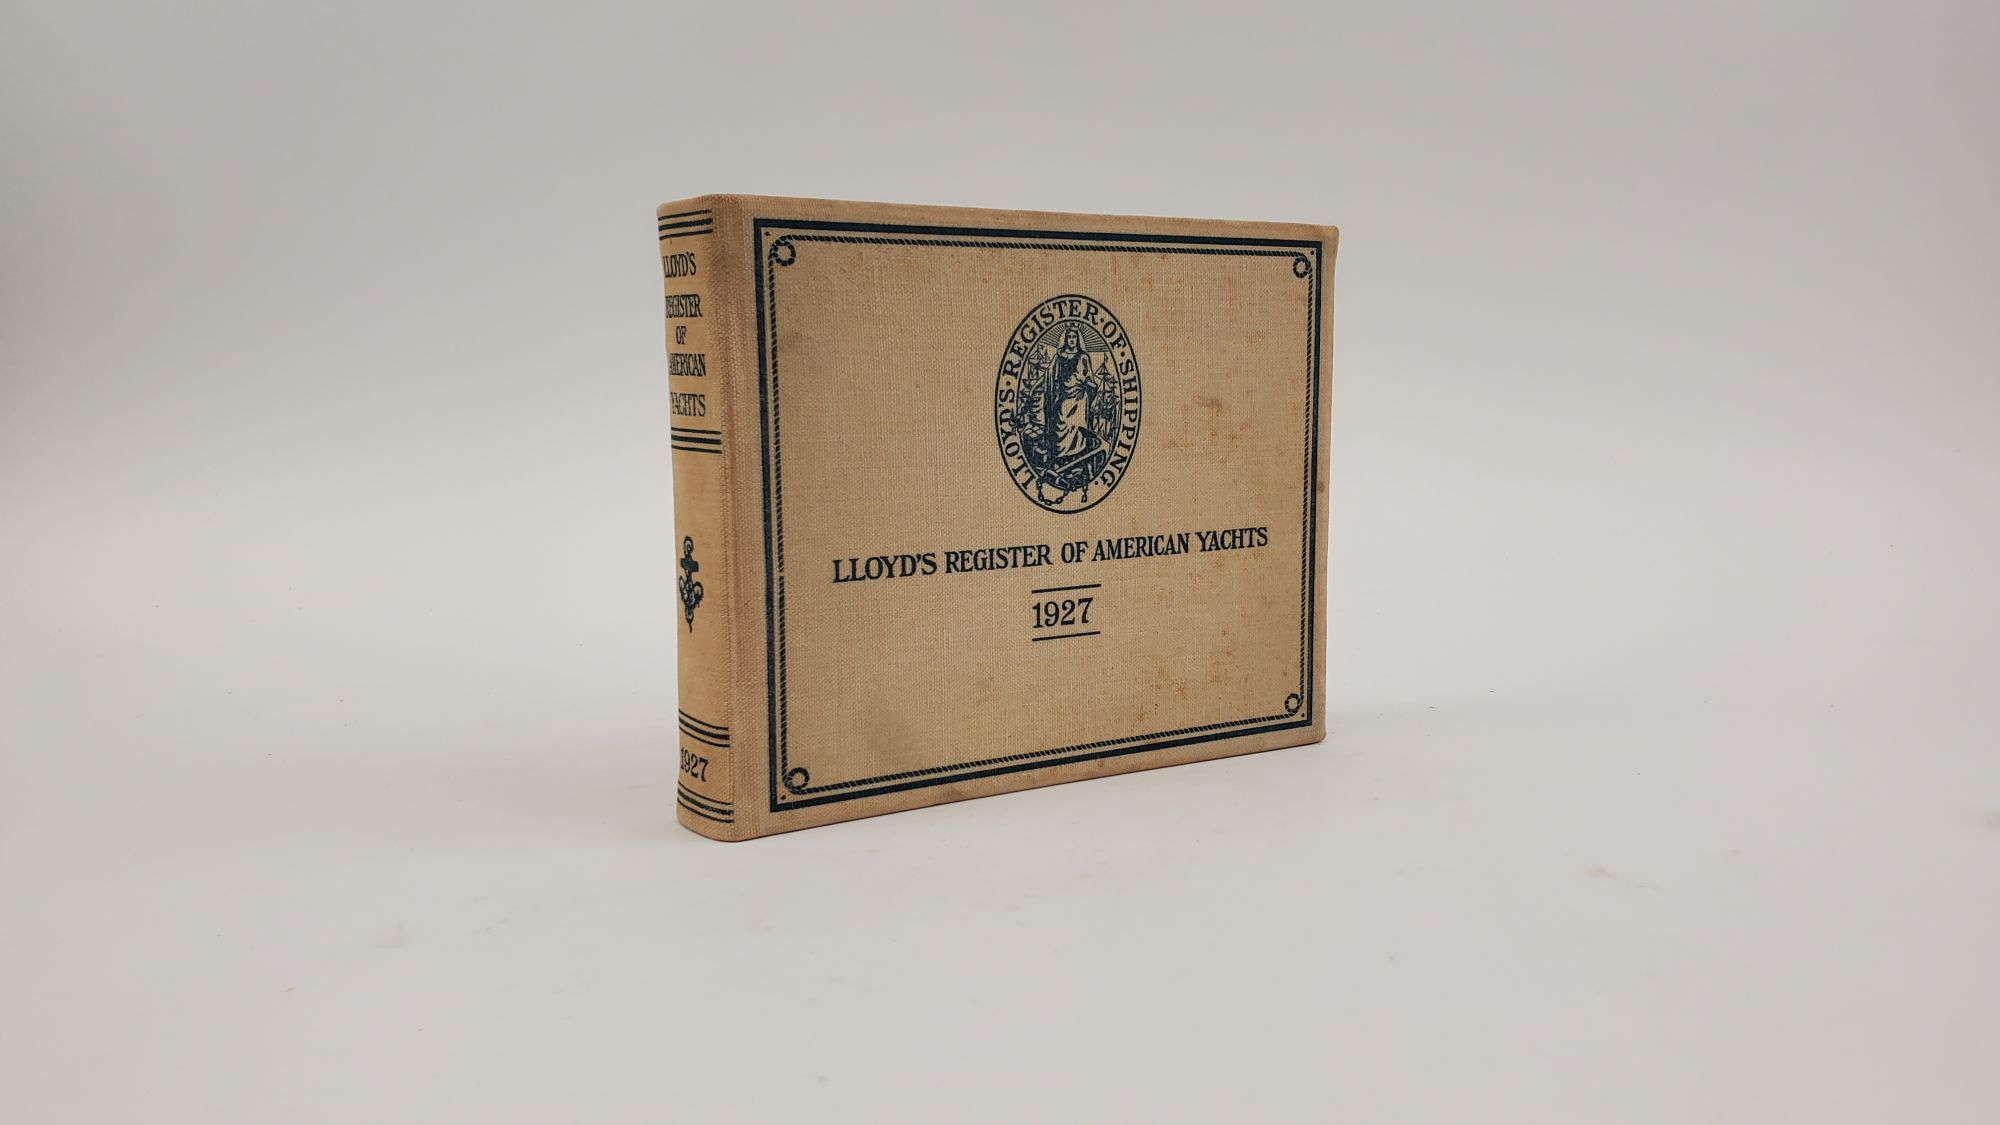 LLOYD'S
REGISTER
OF
AMERICAN
YACHTS
1927
LLOYD'S·REGISTER·OF·SHIPPING.
LLOYD'S REGISTER OF AMERICAN YACHTS
1927